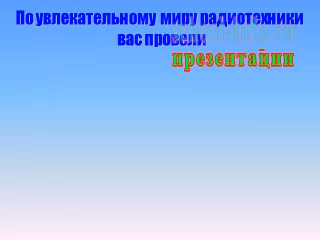 По увлекательному миру радиотехники
вас провели
презентации